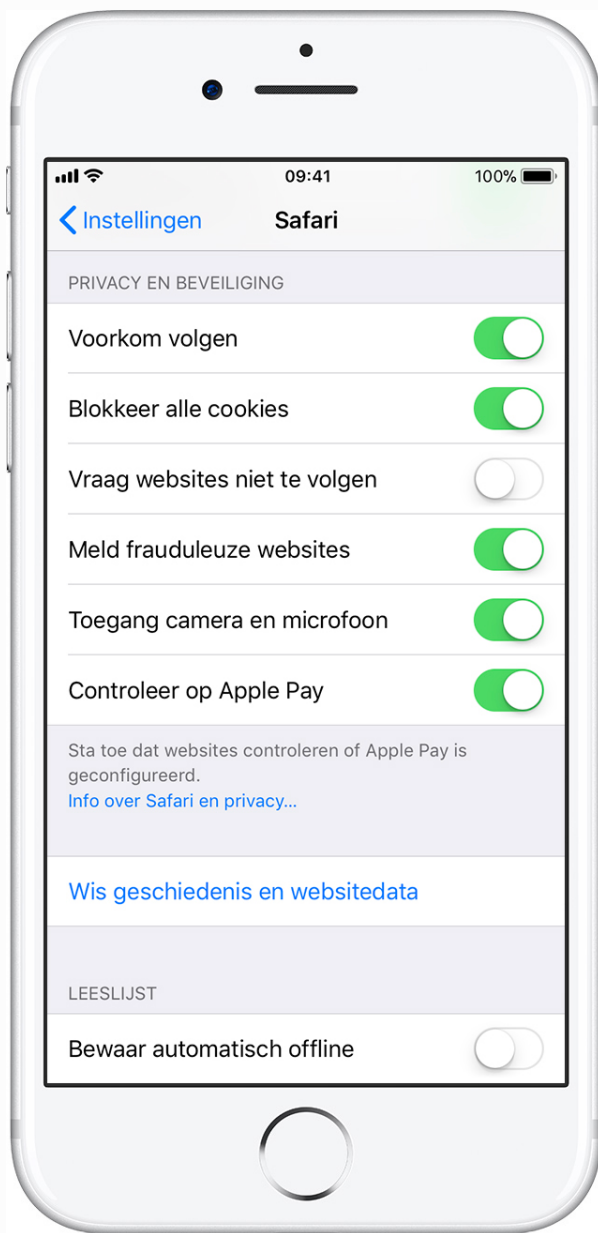 09:41
100%
Instellingen
Safari
PRIVACY EN BEVEILIGING
Voorkom volgen
Blokkeer alle cookies
Vraag websites niet te volgen
Meld frauduleuze websites
Toegang camera en microfoon
Controleer op Apple Pay
Sta toe dat websites controleren of Apple Pay is
geconfigureerd.
Info over Safari en privacy...
Wis geschiedenis en websitedata
LEESLIJST
Bewaar automatisch offline